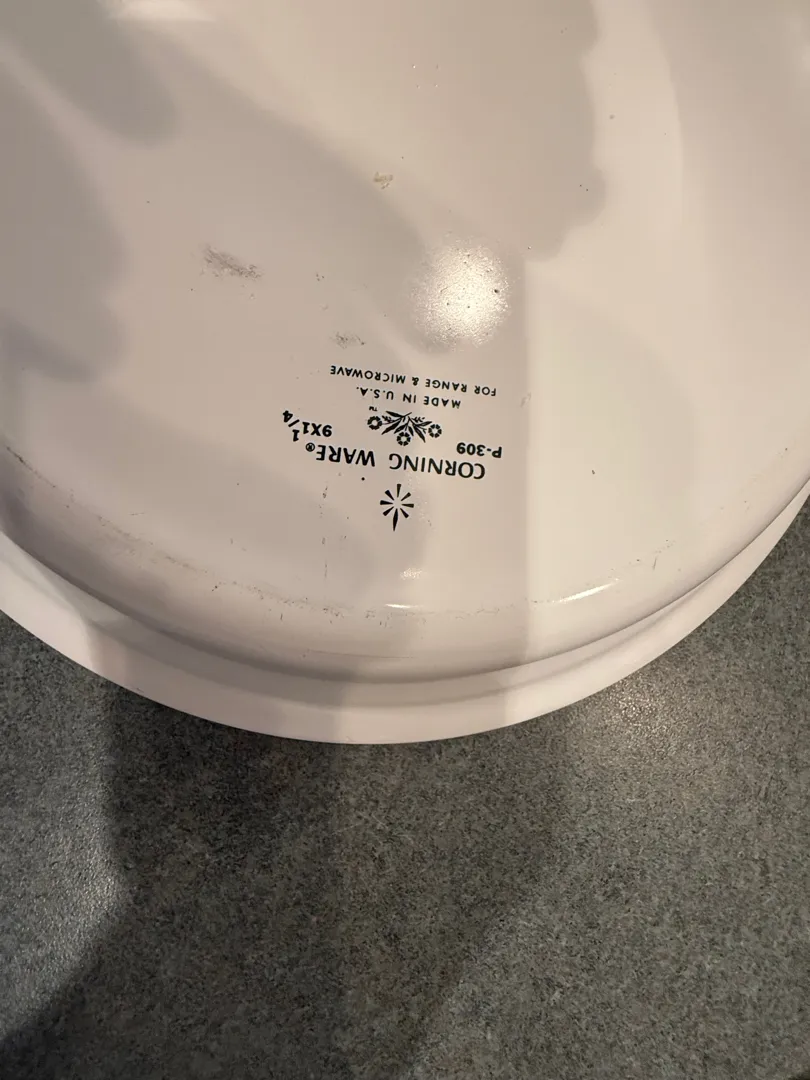 CORNING WARE®
P-309 9X1 1/4
TM
MADE IN U.S.A.
FOR RANGE & MICROWAVE